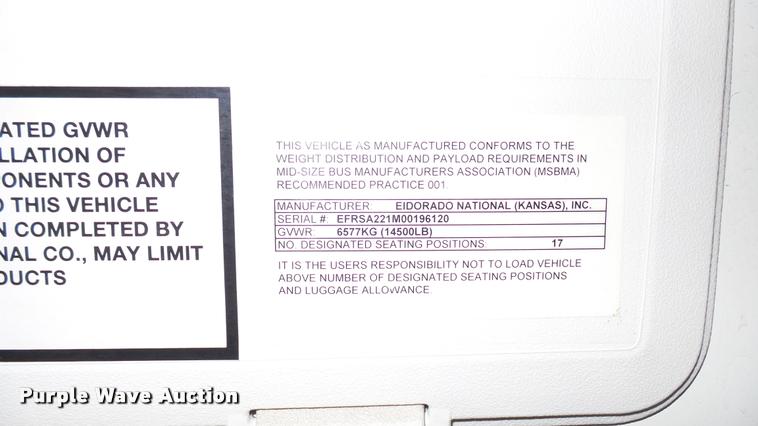 ATED GVWR
LLATION OF
ONENTS OR ANY
THIS VEHICLE
COMPLETED BY
NAL CO., MAY LIMIT
DUCTS
THIS VEHICLE AS MANUFACTURED CONFORMS TO THE
WEIGHT DISTRIBUTION AND PAYLOAD REQUIREMENTS IN
MID-SIZE BUS MANUFACTURERS ASSOCIATION (MSBMA)
RECOMMENDED PRACTICE 001.
MANUFACTURER: EIDORADO NATIONAL (KANSAS), INC.
SERIAL #: EFRSA221M00196120
GVWR: 6577KG (14500LB)
NO. DESIGNATED SEATING POSITIONS: 17
IT IS THE USERS RESPONSIBILITY NOT TO LOAD VEHICLE
ABOVE NUMBER OF DESIGNATED SEATING POSITIONS
AND LUGGAGE ALLOWANCE.
Purple Wave Auction